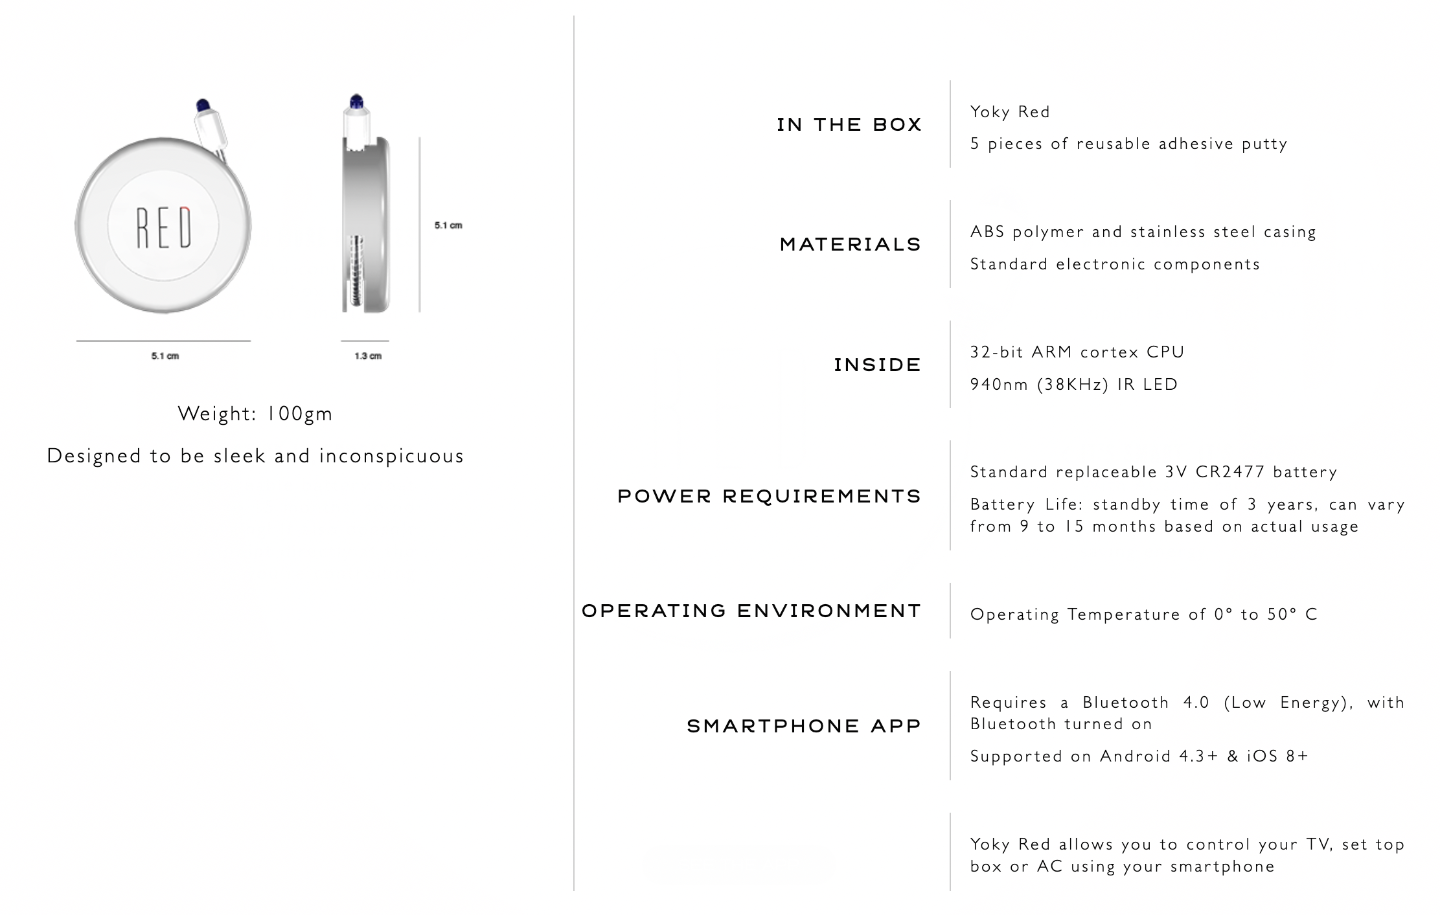 RED
5.1 cm
5.1 cm
1.3 cm
Weight: 100gm
Designed to be sleek and inconspicuous
IN THE BOX
Yoky Red
5 pieces of reusable adhesive putty
MATERIALS
ABS polymer and stainless steel casing
Standard electronic components
INSIDE
32-bit ARM cortex CPU
940nm (38KHz) IR LED
POWER REQUIREMENTS
Standard replaceable 3V CR2477 battery
Battery Life: standby time of 3 years, can vary
from 9 to 15 months based on actual usage
OPERATING ENVIRONMENT
Operating Temperature of 0° to 50° C
SMARTPHONE APP
Requires a Bluetooth 4.0 (Low Energy), with
Bluetooth turned on
Supported on Android 4.3+ & iOS 8+
Yoky Red allows you to control your TV, set top
box or AC using your smartphone